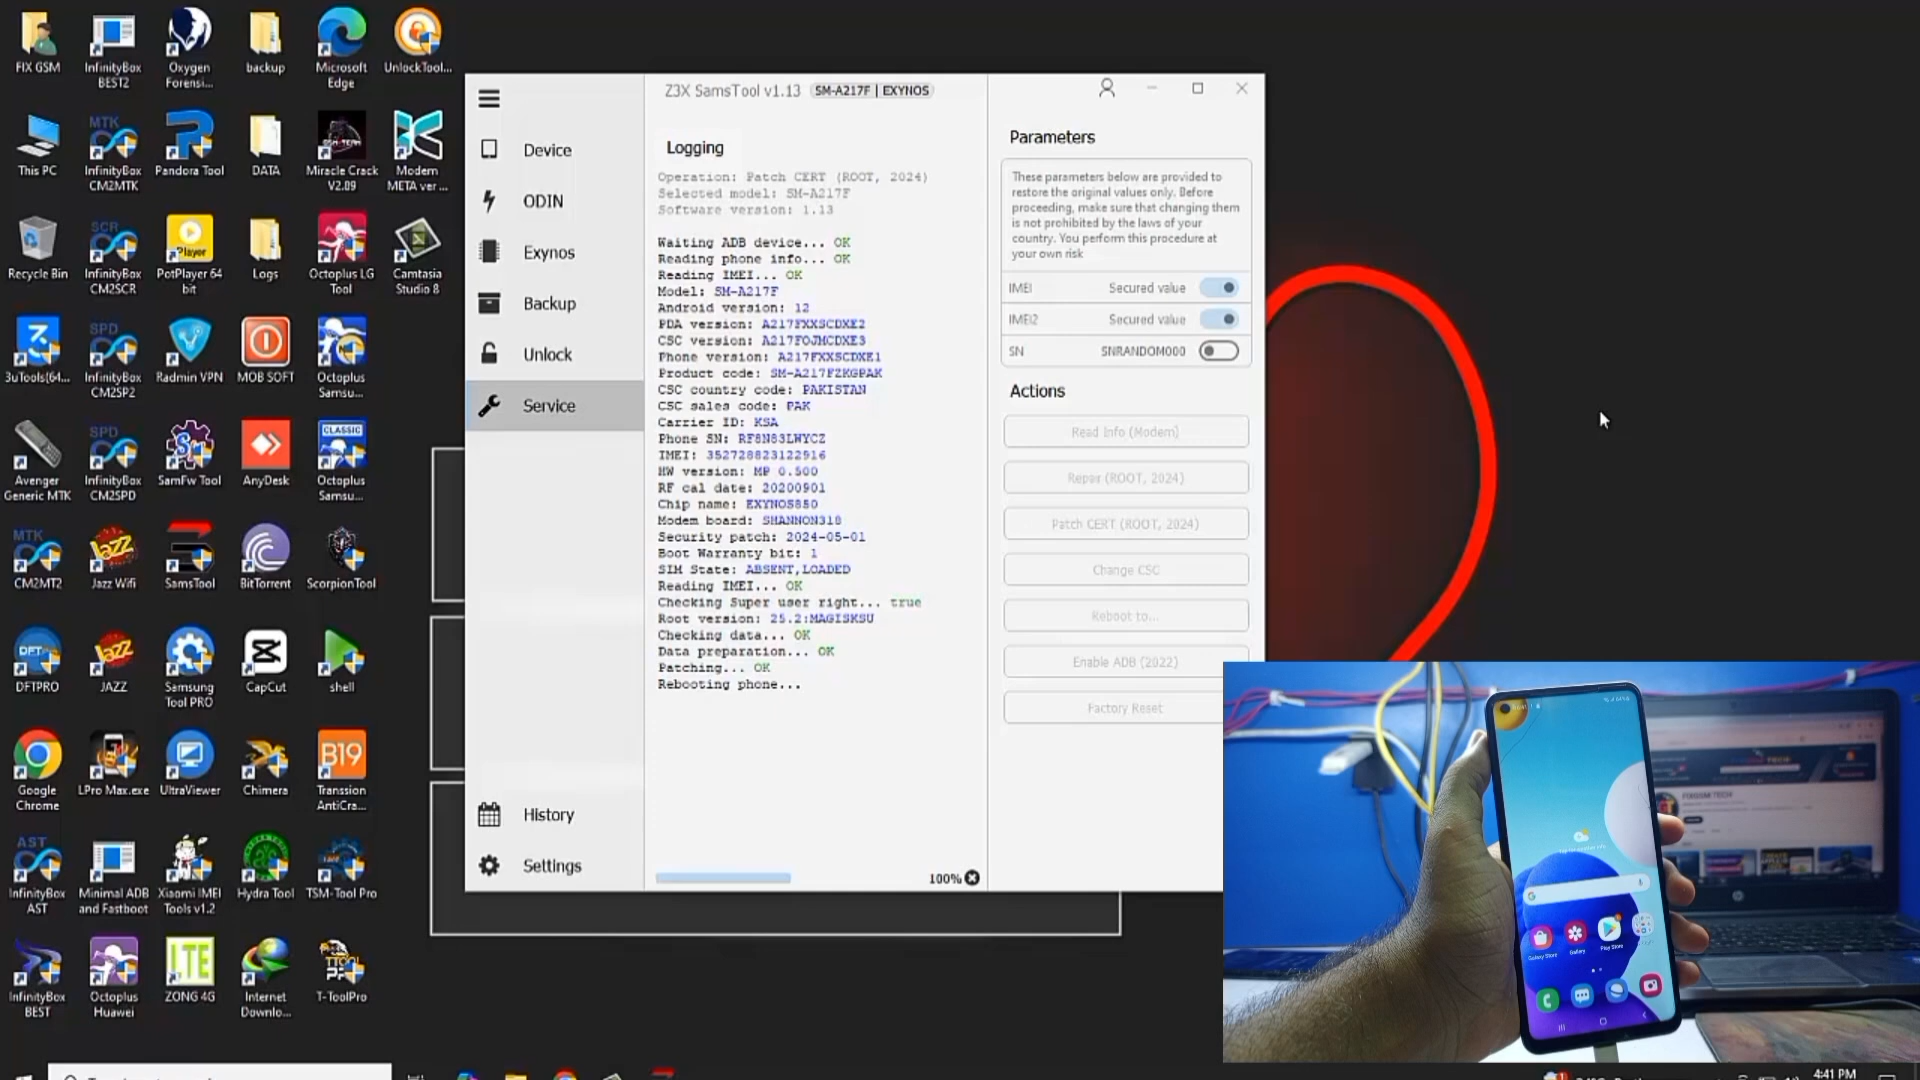 FIX GSM
InfinityBox
BEST2
Oxygen
Forensi...
backup
Microsoft
Edge
UnlockTool...
This PC
InfinityBox
CM2MTK
Pandora Tool
DATA
Miracle Crack
V2.89
Modem
META ver ...
Recycle Bin
InfinityBox
CM2SCR
PotPlayer 64
bit
Logs
Octoplus LG
Tool
Camtasia
Studio 8
3uTools(64...
InfinityBox
CM2SP2
Radmin VPN
MOB SOFT
Octoplus
Samsu...
Avenger
Generic MTK
InfinityBox
CM2SPD
SamFw Tool
AnyDesk
Octoplus
Samsu...
CM2MT2
Jazz Wifi
SamsTool
BitTorrent
ScorpionTool
DFTPRO
JAZZ
Samsung
Tool PRO
CapCut
shell
Google
Chrome
LPro Max.exe
UltraViewer
Chimera
Transsion
AntiCra...
InfinityBox
AST
Minimal ADB
and Fastboot
Xiaomi IMEI
Tools v1.2
Hydra Tool
TSM-Tool Pro
InfinityBox
BEST
Octoplus
Huawei
ZONG 4G
Internet
Downlo...
T-ToolPro
Z3X SamsTool v1.13 SM-A217F | EXYNOS
Device
ODIN
Exynos
Backup
Unlock
Service
History
Settings
Logging
Operation: Patch CERT (ROOT, 2024)
Selected model: SM-A217F
Software version: 1.13
Waiting ADB device... OK
Reading phone info... OK
Reading IMEI... OK
Model: SM-A217F
Android version: 12
PDA version: A217FXXSCDXE2
CSC version: A217FOJMCDXE3
Phone version: A217FXXSCDXE1
Product code: SM-A217FZKGPAK
CSC country code: PAKISTAN
CSC sales code: PAK
Carrier ID: KSA
Phone SN: RF8N83LWYCZ
IMEI: 352728823122916
HW version: MP 0.500
RF cal date: 20200901
Chip name: EXYNOS850
Modem board: SHANNON318
Security patch: 2024-05-01
Boot Warranty bit: 1
SIM State: ABSENT,LOADED
Reading IMEI... OK
Checking Super user right... true
Root version: 25.2:MAGISKSU
Checking data... OK
Data preparation... OK
Patching... OK
Rebooting phone...
100%
Parameters
These parameters below are provided to
restore the original values only. Before
proceeding, make sure that changing them
is not prohibited by the laws of your
country. You perform this procedure at
your own risk
IMEI Secured value
IMEI2 Secured value
SN SNRANDOM000
Actions
Read Info (Modem)
Repair (ROOT, 2024)
Patch CERT (ROOT, 2024)
Change CSC
Reboot to...
Enable ADB (2022)
Factory Reset
Galaxy Store
Gallery
Play Store
4:41 PM